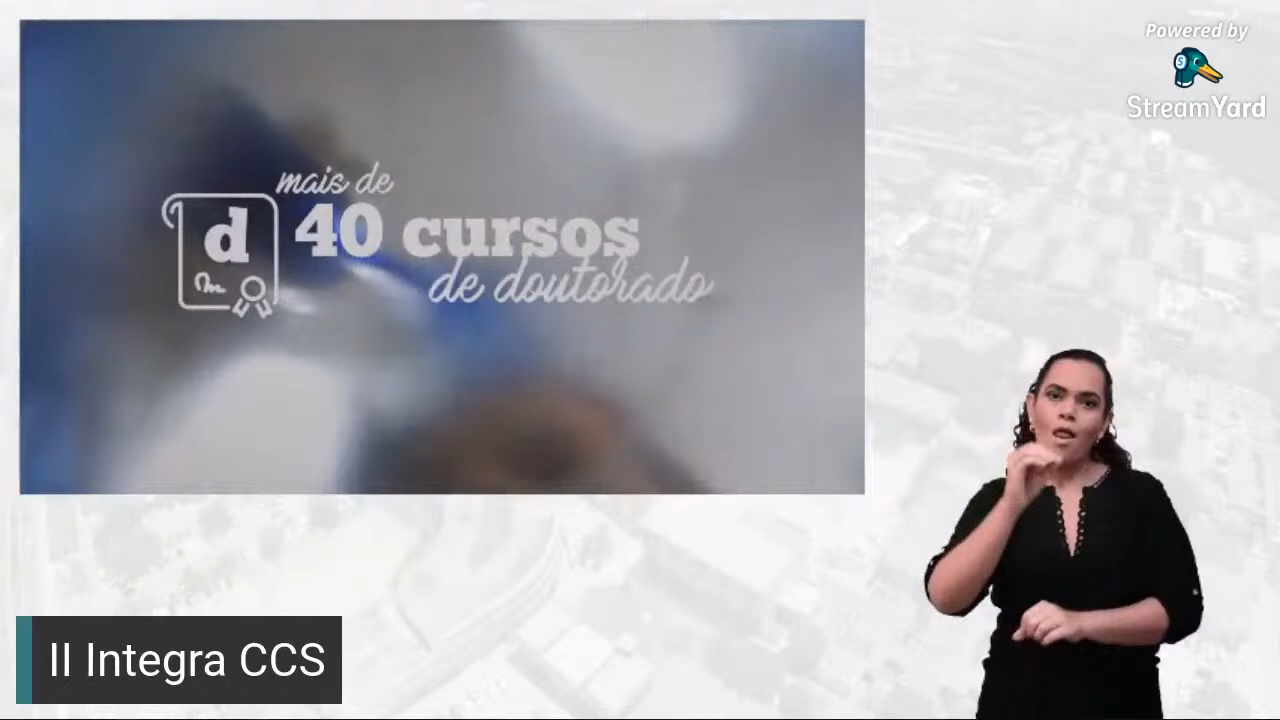 Powered by
StreamYard
mais de
d
40 cursos
de doutorado
II Integra CCS